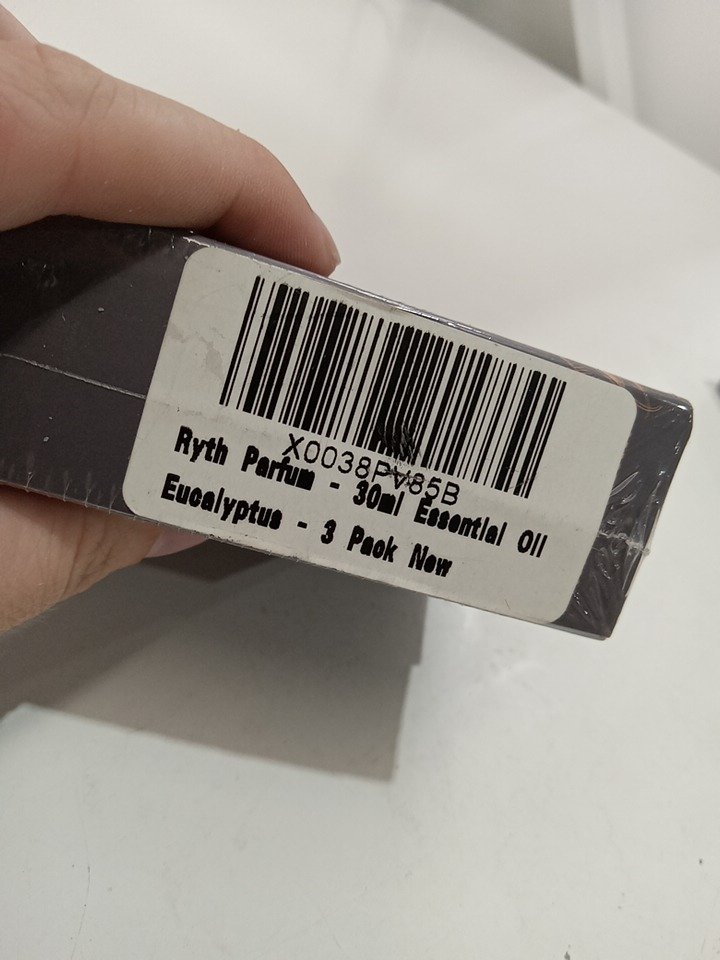 X0038PV85B
Ryth Parfum - 30ml Essential Oil
Eucalyptus - 3 Pack New